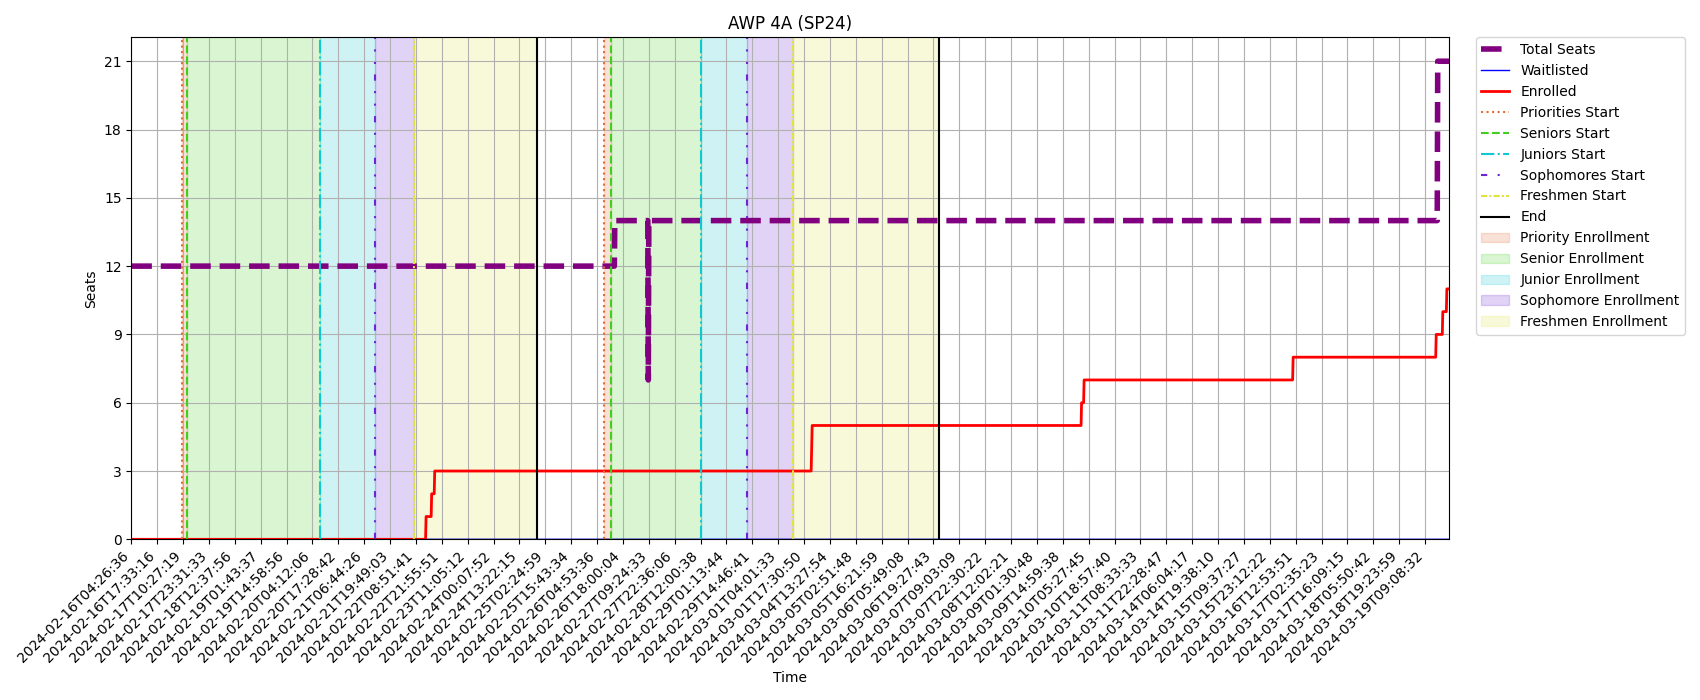 AWP 4A (SP24)
Seats
21
18
15
12
9
6
3
0
2024-02-16T04:26:36
2024-02-16T17:33:16
2024-02-17T10:27:19
2024-02-17T23:31:33
2024-02-18T12:37:56
2024-02-19T01:43:37
2024-02-19T14:58:56
2024-02-20T04:12:06
2024-02-20T17:28:42
2024-02-21T06:44:26
2024-02-21T19:49:03
2024-02-22T08:51:41
2024-02-22T21:55:51
2024-02-23T11:05:12
2024-02-24T00:07:52
2024-02-24T13:22:15
2024-02-25T02:24:59
2024-02-25T15:43:34
2024-02-26T04:53:36
2024-02-26T18:00:04
2024-02-27T09:24:33
2024-02-27T22:36:06
2024-02-28T12:00:38
2024-02-29T01:13:44
2024-02-29T14:46:41
2024-03-01T04:01:33
2024-03-01T17:30:50
2024-03-04T13:27:54
2024-03-05T02:51:48
2024-03-05T16:21:59
2024-03-06T05:49:08
2024-03-06T19:27:43
2024-03-07T09:03:09
2024-03-07T22:30:22
2024-03-08T12:02:21
2024-03-09T01:30:48
2024-03-09T14:59:38
2024-03-10T05:27:45
2024-03-10T18:57:40
2024-03-11T08:33:33
2024-03-11T22:28:47
2024-03-14T06:04:17
2024-03-14T19:38:10
2024-03-15T09:37:27
2024-03-15T23:12:22
2024-03-16T12:53:51
2024-03-17T02:35:23
2024-03-17T16:09:15
2024-03-18T05:50:42
2024-03-18T19:23:59
2024-03-19T09:08:32
Time
Total Seats
Waitlisted
Enrolled
Priorities Start
Seniors Start
Juniors Start
Sophomores Start
Freshmen Start
End
Priority Enrollment
Senior Enrollment
Junior Enrollment
Sophomore Enrollment
Freshmen Enrollment